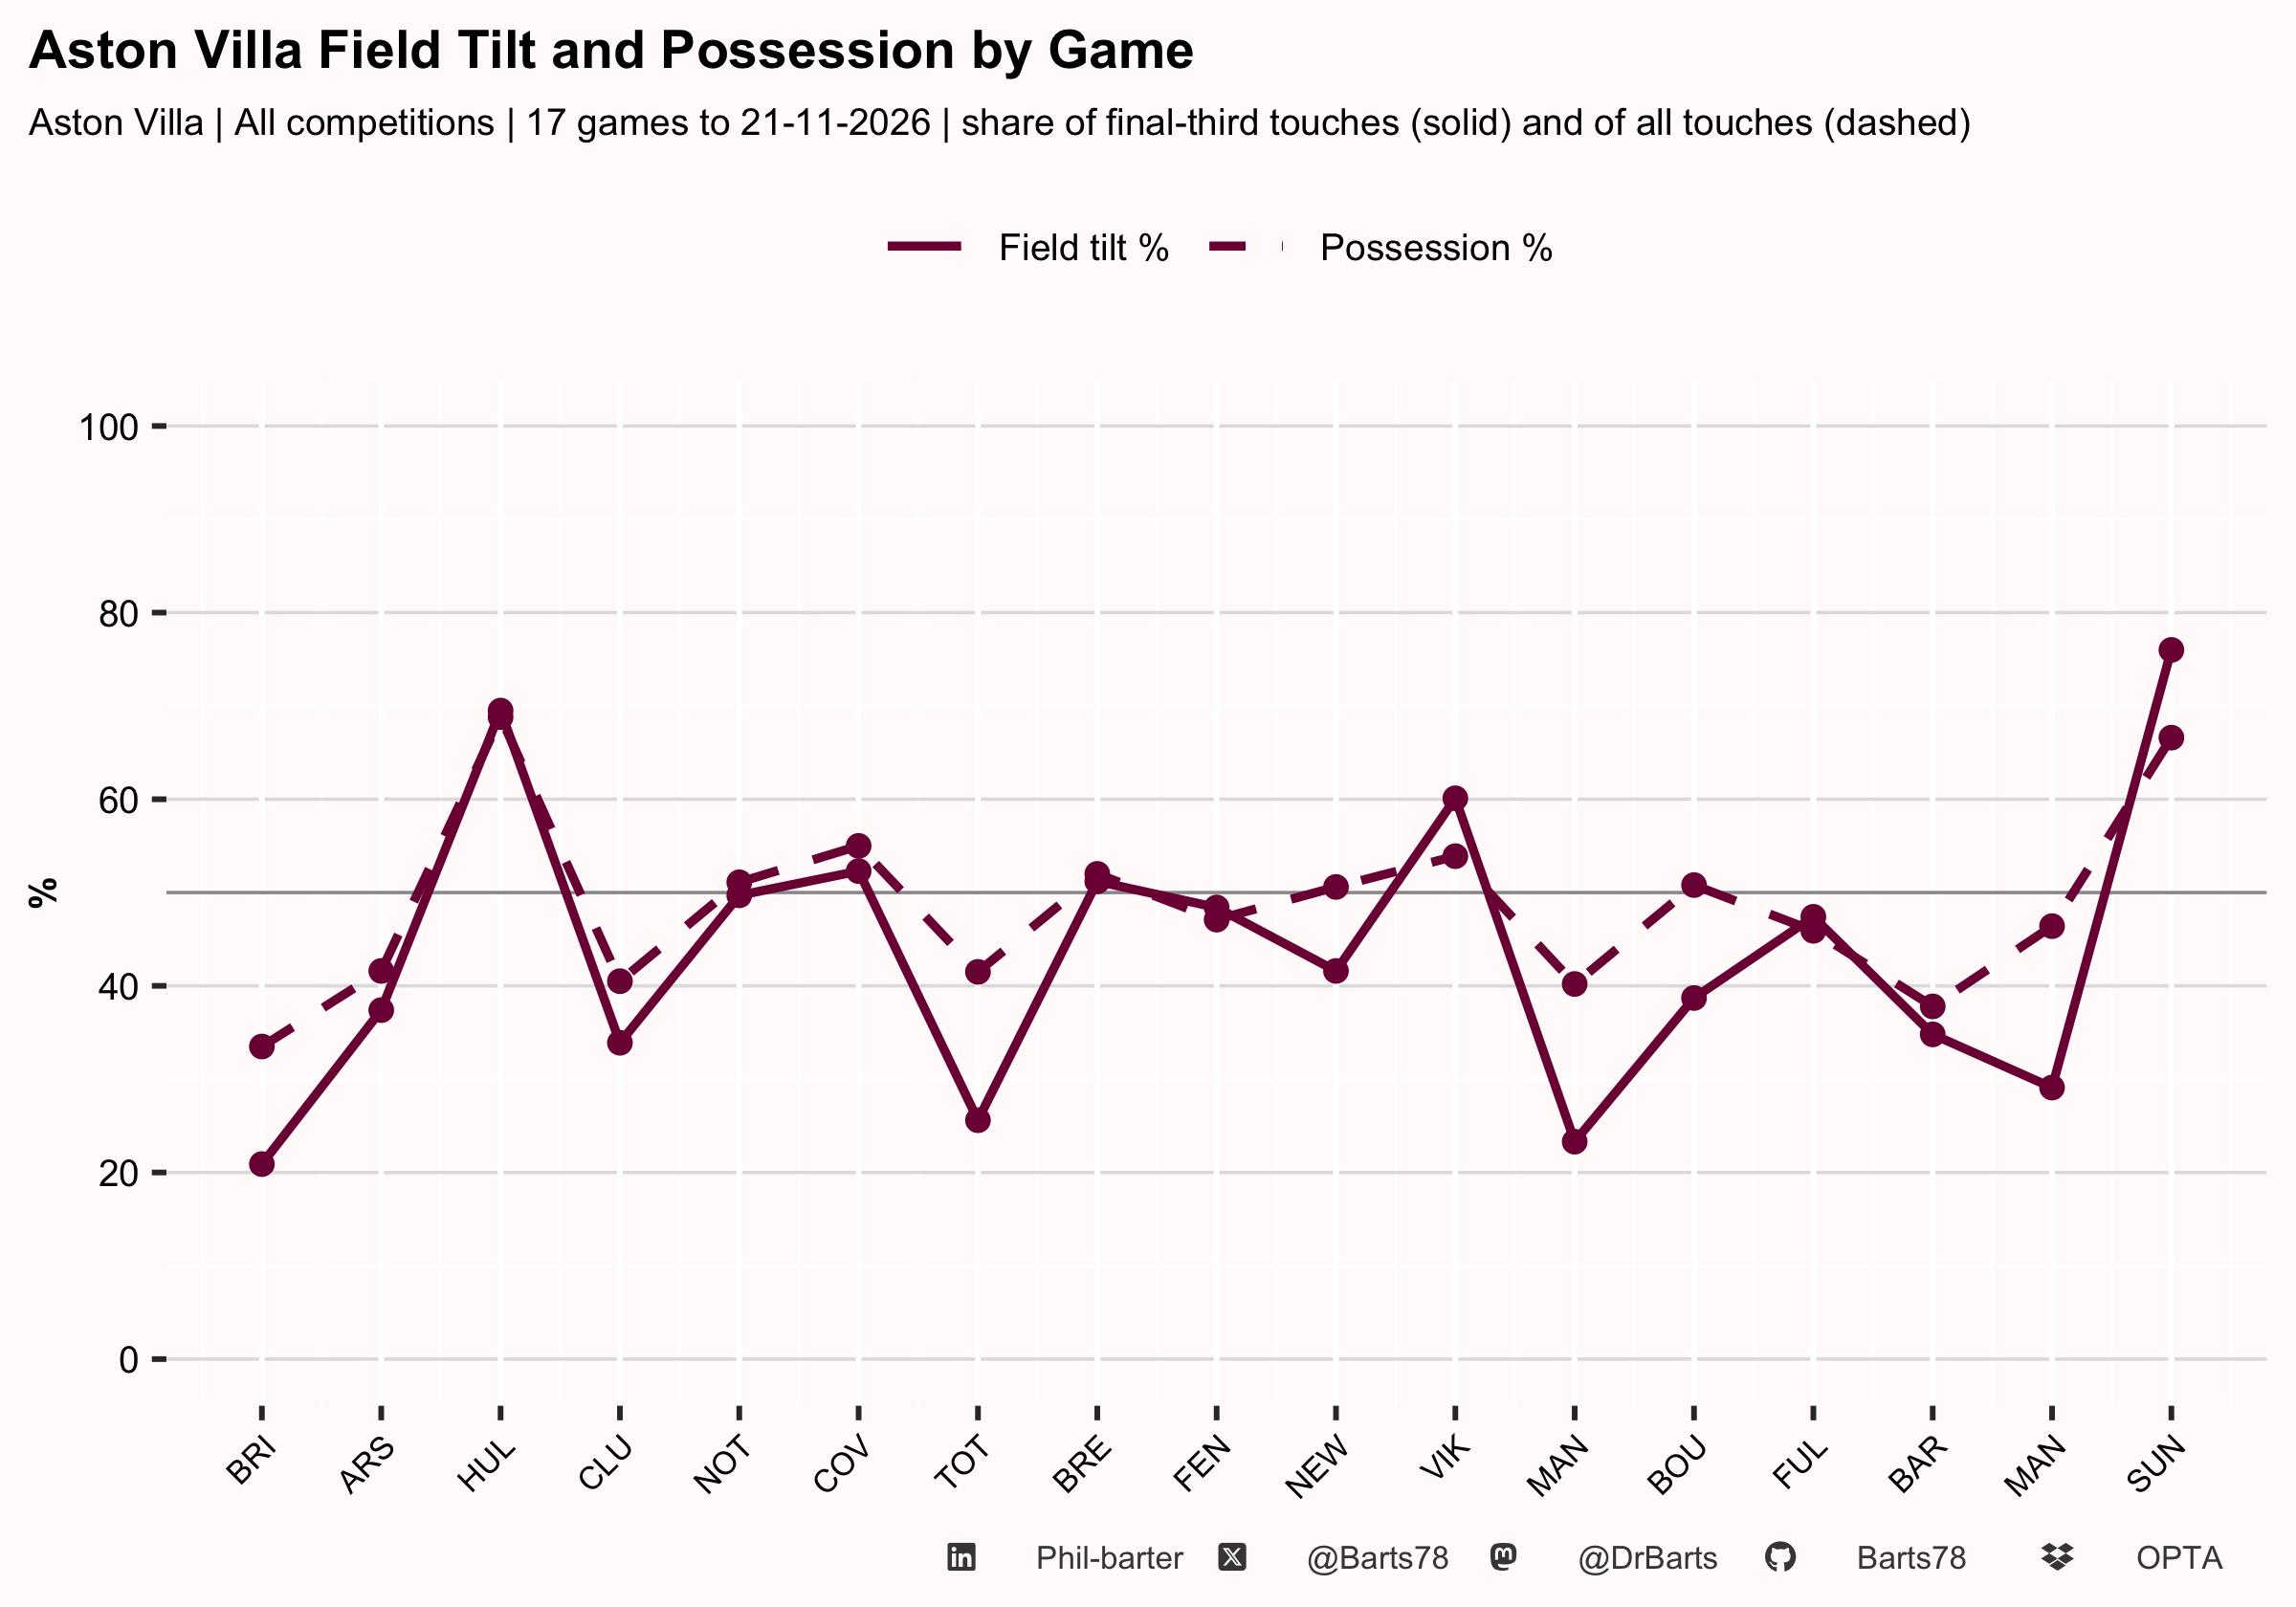 Aston Villa Field Tilt and Possession by Game
Aston Villa | All competitions | 17 games to 21-11-2026 | share of final-third touches (solid) and of all touches (dashed)
Field tilt % Possession %
100
80
60
40
20
0
%
BRI ARS HUL CLU NOT COV TOT BRE FEN NEW VIK MAN BOU FUL BAR MAN SUN
Phil-barter @Barts78 @DrBarts Barts78 OPTA